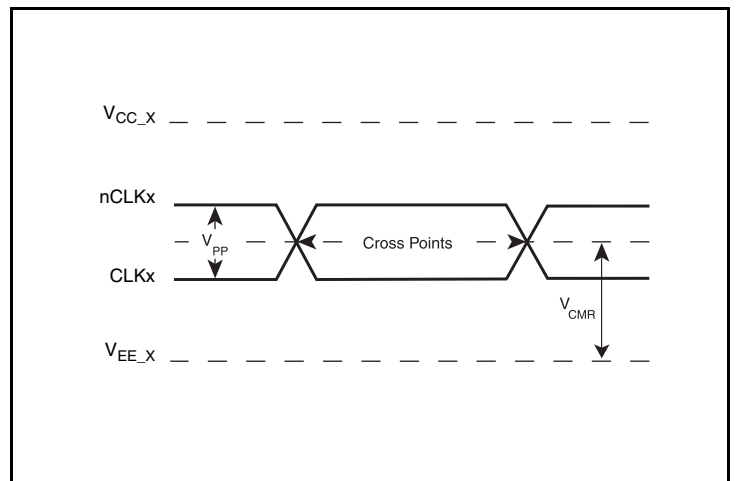 VCC_X
nCLKx
VPP
Cross Points
CLKx
VCMR
VEE_X